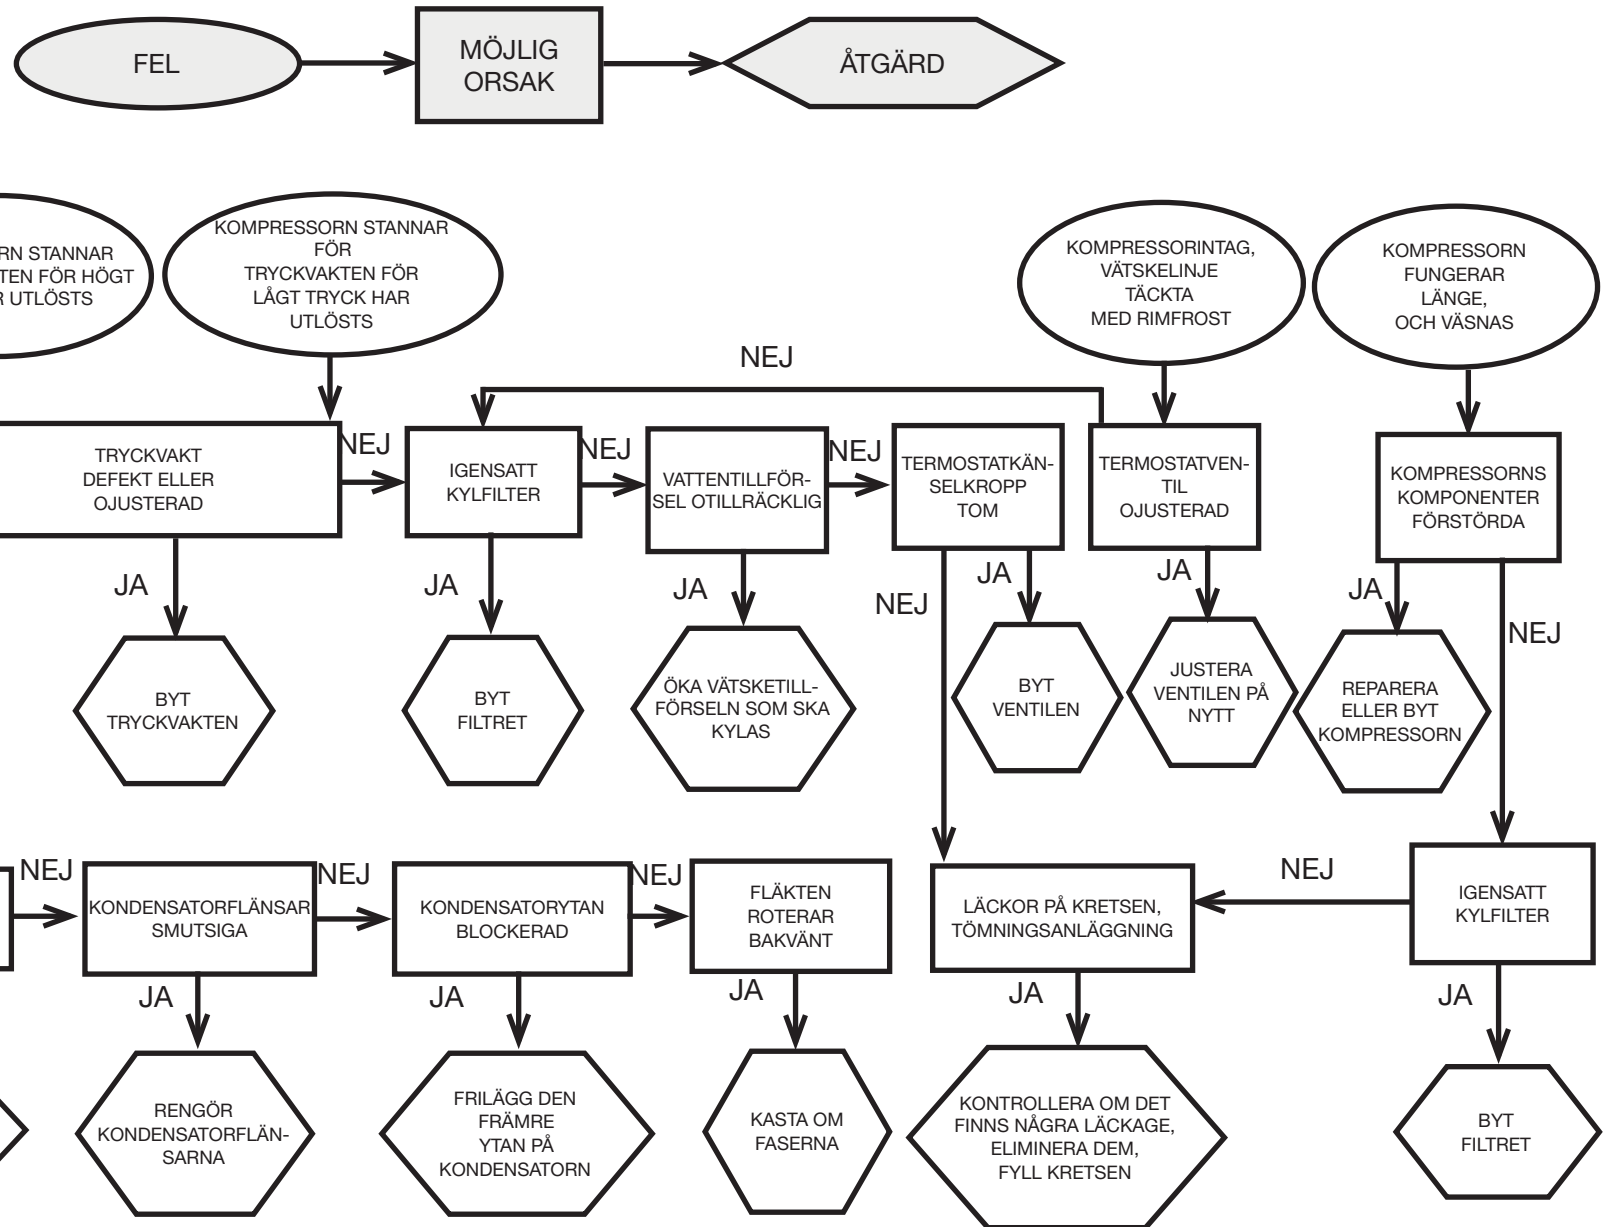 FEL
MÖJLIG
ORSAK
ÅTGÄRD
RN STANNAR
TEN FÖR HÖGT
R UTLÖSTS
KOMPRESSORN STANNAR
FÖR
TRYCKVAKTEN FÖR
LÅGT TRYCK HAR
UTLÖSTS
KOMPRESSORINTAG,
VÄTSKELINJE
TÄCKTA
MED RIMFROST
KOMPRESSORN
FUNGERAR
LÄNGE,
OCH VÄSNAS
NEJ
TRYCKVAKT
DEFEKT ELLER
OJUSTERAD
NEJ
IGENSATT
KYLFILTER
NEJ
VATTENTILLFÖR-
SEL OTILLRÄCKLIG
NEJ
TERMOSTATKÄN-
SELKROPP
TOM
TERMOSTATVEN-
TIL
OJUSTERAD
KOMPRESSORNS
KOMPONENTER
FÖRSTÖRDA
JA
JA
JA
NEJ
JA
JA
JA
NEJ
BYT
TRYCKVAKTEN
BYT
FILTRET
ÖKA VÄTSKETILL-
FÖRSELN SOM SKA
KYLAS
BYT
VENTILEN
JUSTERA
VENTILEN PÅ
NYTT
REPARERA
ELLER BYT
KOMPRESSORN
NEJ
KONDENSATORFLÄNSAR
SMUTSIGA
NEJ
KONDENSATORYTAN
BLOCKERAD
NEJ
FLÄKTEN
ROTERAR
BAKVÄNT
LÄCKOR PÅ KRETSEN,
TÖMNINGSANLÄGGNING
NEJ
IGENSATT
KYLFILTER
JA
JA
JA
JA
JA
RENGÖR
KONDENSATORFLÄN-
SARNA
FRILÄGG DEN
FRÄMRE
YTAN PÅ
KONDENSATORN
KASTA OM
FASERNA
KONTROLLERA OM DET
FINNS NÅGRA LÄCKAGE,
ELIMINERA DEM,
FYLL KRETSEN
BYT
FILTRET